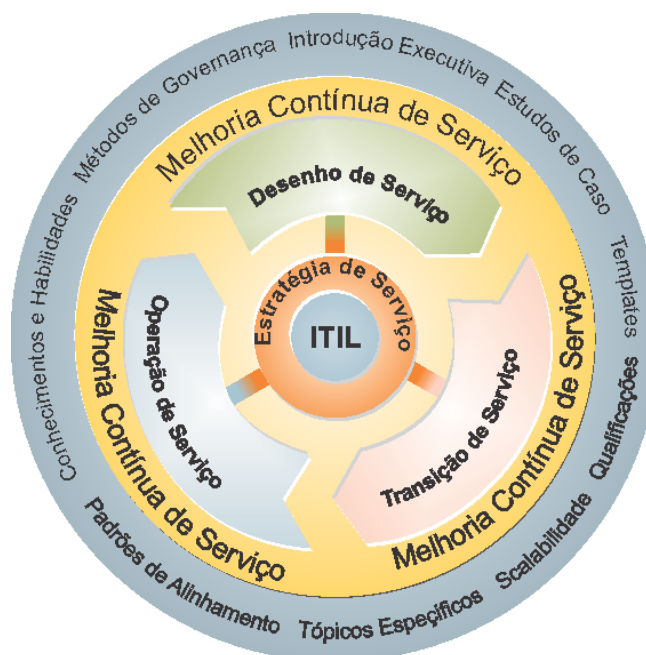 Conhecimentos e Habilidades
Métodos de Governança
Introdução Executiva
Estudos de Caso
Templates
Qualificações
Scalabilidade
Tópicos Espeçificos
Padrões de Alinhamento
Melhoria Contínua de Serviço
Melhoria Contínua de Serviço
Melhoria Contínua de Serviço
Desenho de Serviço
Transição de Serviço
Operação de Serviço
Estratégia de Serviço
ITIL